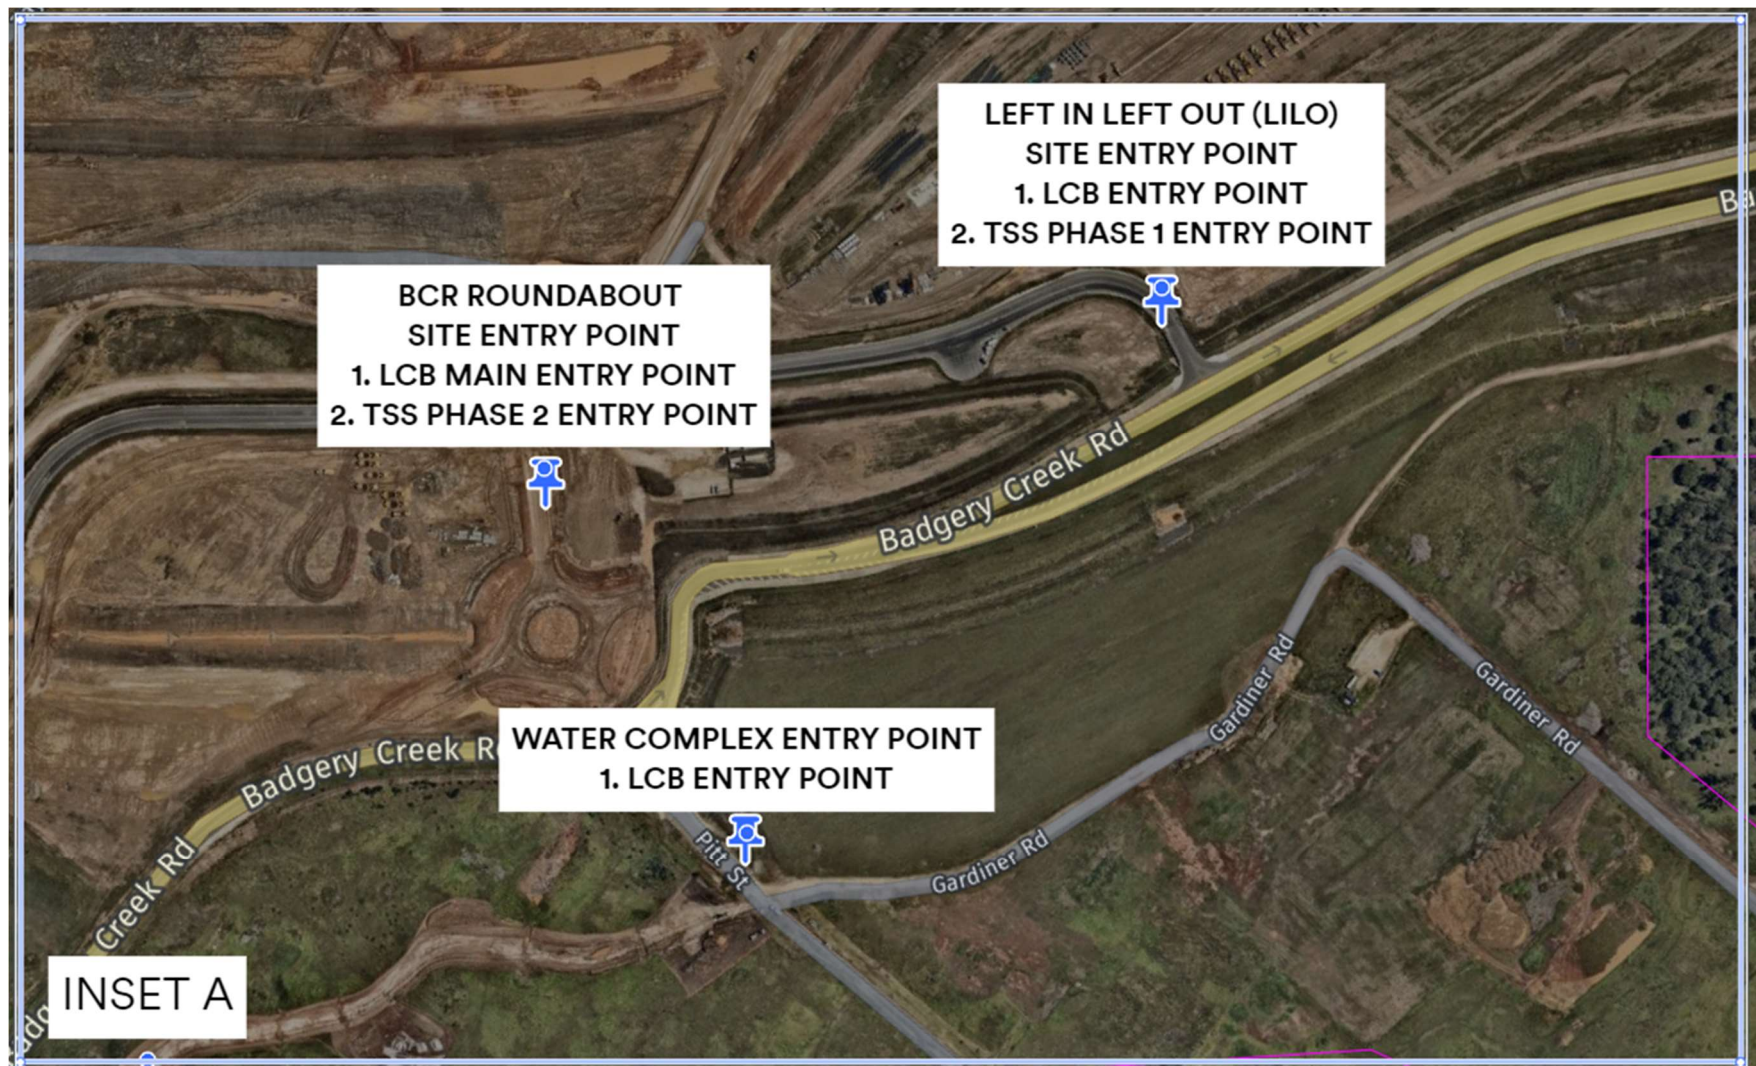 LEFT IN LEFT OUT (LILO)
SITE ENTRY POINT
1. LCB ENTRY POINT
2. TSS PHASE 1 ENTRY POINT
BCR ROUNDABOUT
SITE ENTRY POINT
1. LCB MAIN ENTRY POINT
2. TSS PHASE 2 ENTRY POINT
Badgery Creek Rd
Gardiner Rd
Gardiner Rd
WATER COMPLEX ENTRY POINT
1. LCB ENTRY POINT
Badgery Creek
Pitt St
Gardiner Rd
Creek Rd
INSET A